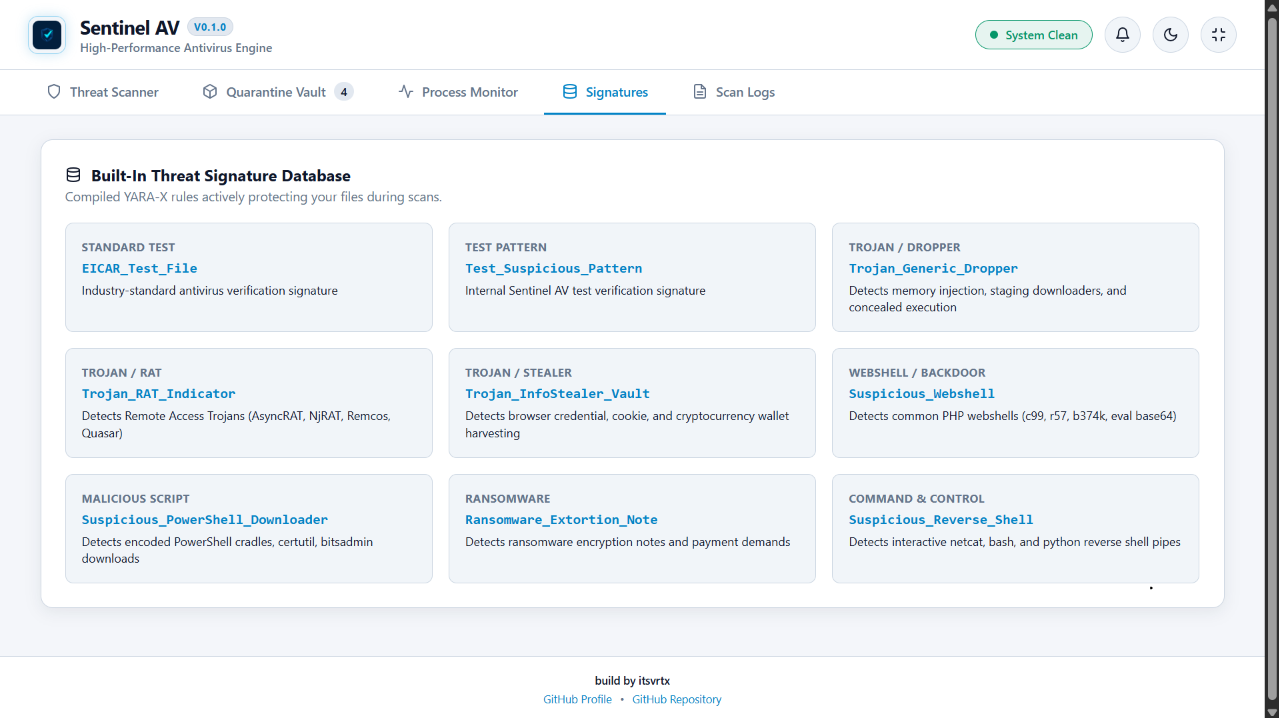 Sentinel AV V0.1.0
High-Performance Antivirus Engine
System Clean
Threat Scanner
Quarantine Vault 4
Process Monitor
Signatures
Scan Logs
Built-In Threat Signature Database
Compiled YARA-X rules actively protecting your files during scans.
STANDARD TEST
EICAR_Test_File
Industry-standard antivirus verification signature
TEST PATTERN
Test_Suspicious_Pattern
Internal Sentinel AV test verification signature
TROJAN / DROPPER
Trojan_Generic_Dropper
Detects memory injection, staging downloaders, and
concealed execution
TROJAN / RAT
Trojan_RAT_Indicator
Detects Remote Access Trojans (AsyncRAT, NjRAT, Remcos,
Quasar)
TROJAN / STEALER
Trojan_InfoStealer_Vault
Detects browser credential, cookie, and cryptocurrency wallet
harvesting
WEBSHELL / BACKDOOR
Suspicious_Webshell
Detects common PHP webshells (c99, r57, b374k, eval base64)
MALICIOUS SCRIPT
Suspicious_PowerShell_Downloader
Detects encoded PowerShell cradles, certutil, bitsadmin
downloads
RANSOMWARE
Ransomware_Extortion_Note
Detects ransomware encryption notes and payment demands
COMMAND & CONTROL
Suspicious_Reverse_Shell
Detects interactive netcat, bash, and python reverse shell pipes
build by itsvrtx
GitHub Profile • GitHub Repository